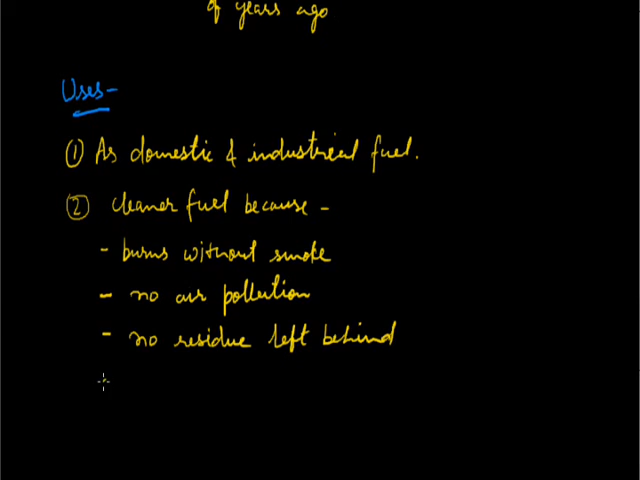 of years ago
Uses-
① As domestic & industrial fuel.
② Cleaner fuel because -
- burns without smoke
- no air pollution
- no residue left behind